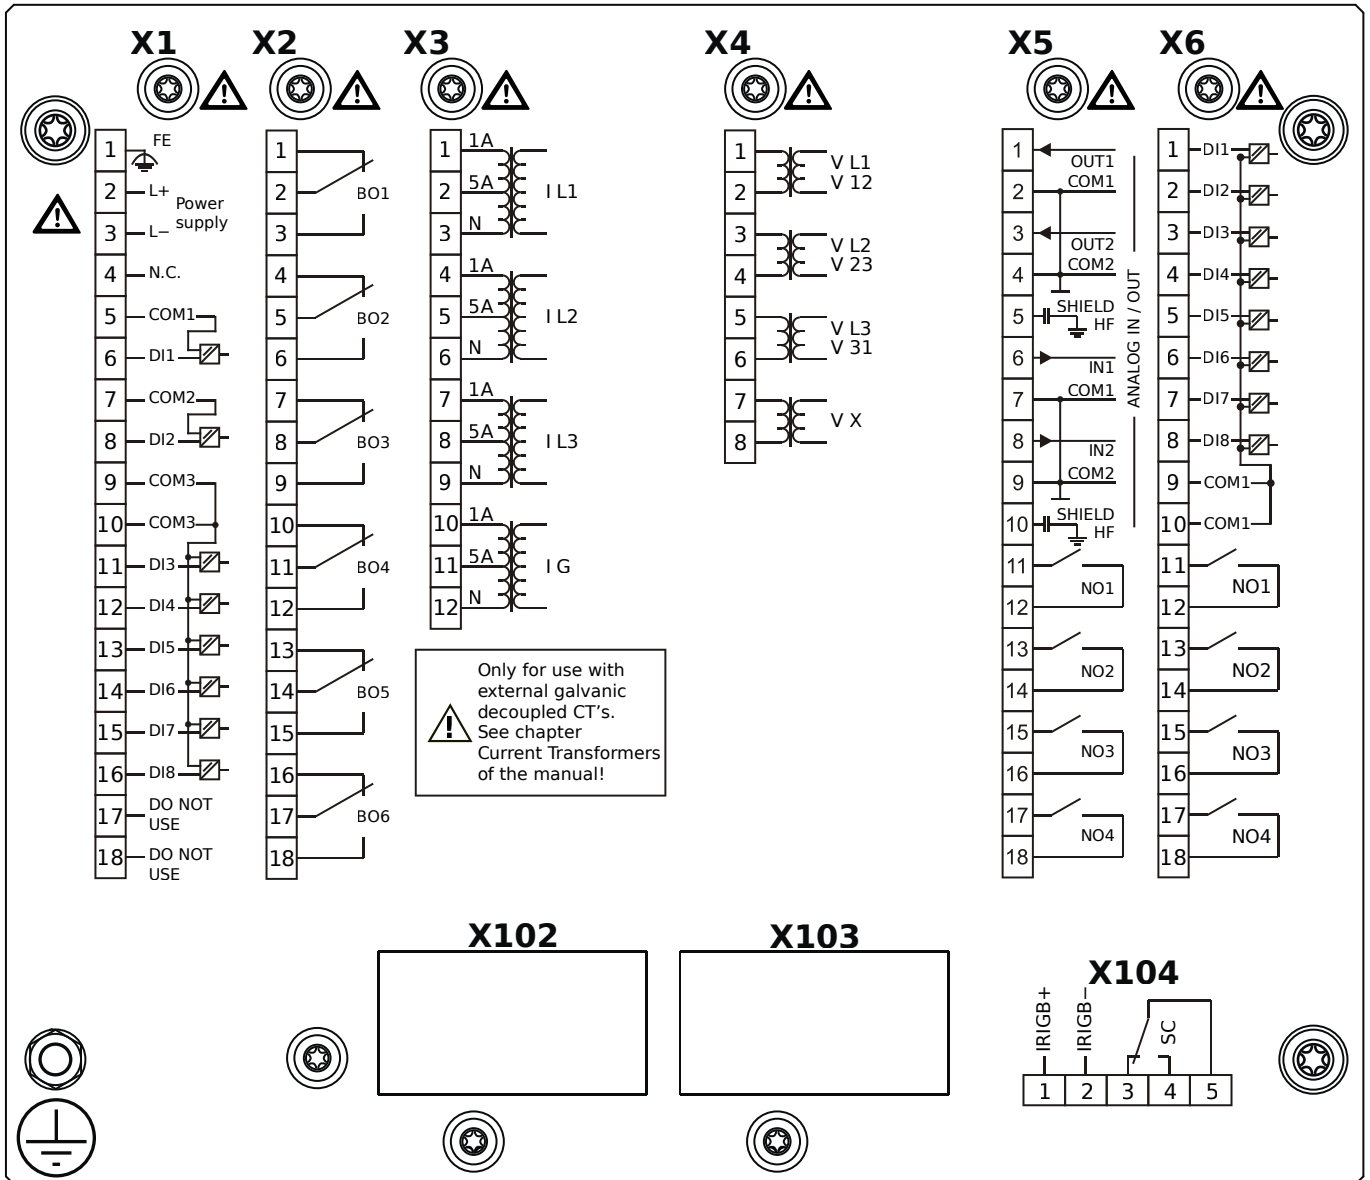 X1
X2
X3
X4
X5
X6
1 FE
2 L+
Power
supply
3 L−
4 N.C.
5 COM1
6 DI1
7 COM2
8 DI2
9 COM3
10 COM3
11 DI3
12 DI4
13 DI5
14 DI6
15 DI7
16 DI8
17 DO NOT
USE
18 DO NOT
USE
1
2 BO1
3
4
5 BO2
6
7
8 BO3
9
10
11 BO4
12
13
14 BO5
15
16
17 BO6
18
1 1A
2 5A I L1
3 N
4 1A
5 5A I L2
6 N
7 1A
8 5A I L3
9 N
10 1A
11 5A I G
12 N
Only for use with
external galvanic
decoupled CT's.
See chapter
Current Transformers
of the manual!
1 V L1
2 V 12
3 V L2
4 V 23
5 V L3
6 V 31
7
V X
8
1 OUT1
2 COM1
3 OUT2
4 COM2
5 SHIELD
HF
6 IN1
7 COM1
8 IN2
9 COM2
10 SHIELD
HF
ANALOG IN / OUT
11
NO1
12
13
NO2
14
15
NO3
16
17
NO4
18
1 DI1
2 DI2
3 DI3
4 DI4
5 DI5
6 DI6
7 DI7
8 DI8
9 COM1
10 COM1
11
NO1
12
13
NO2
14
15
NO3
16
17
NO4
18
X102
X103
X104
IRIGB+
IRIGB−
SC
1 2 3 4 5